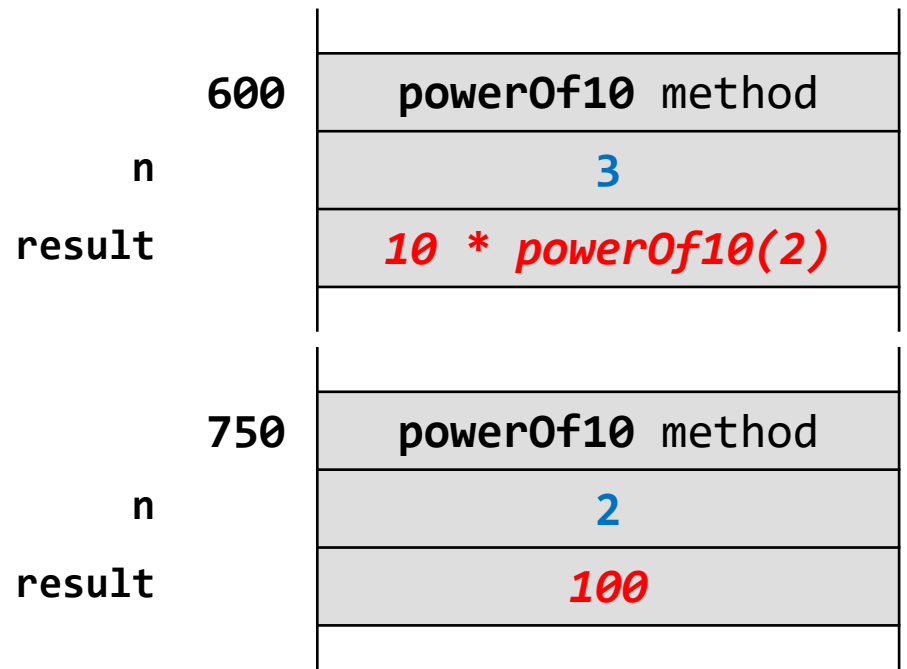 600 powerOf10 method
n 3
result 10 * powerOf10(2)
750 powerOf10 method
n 2
result 100